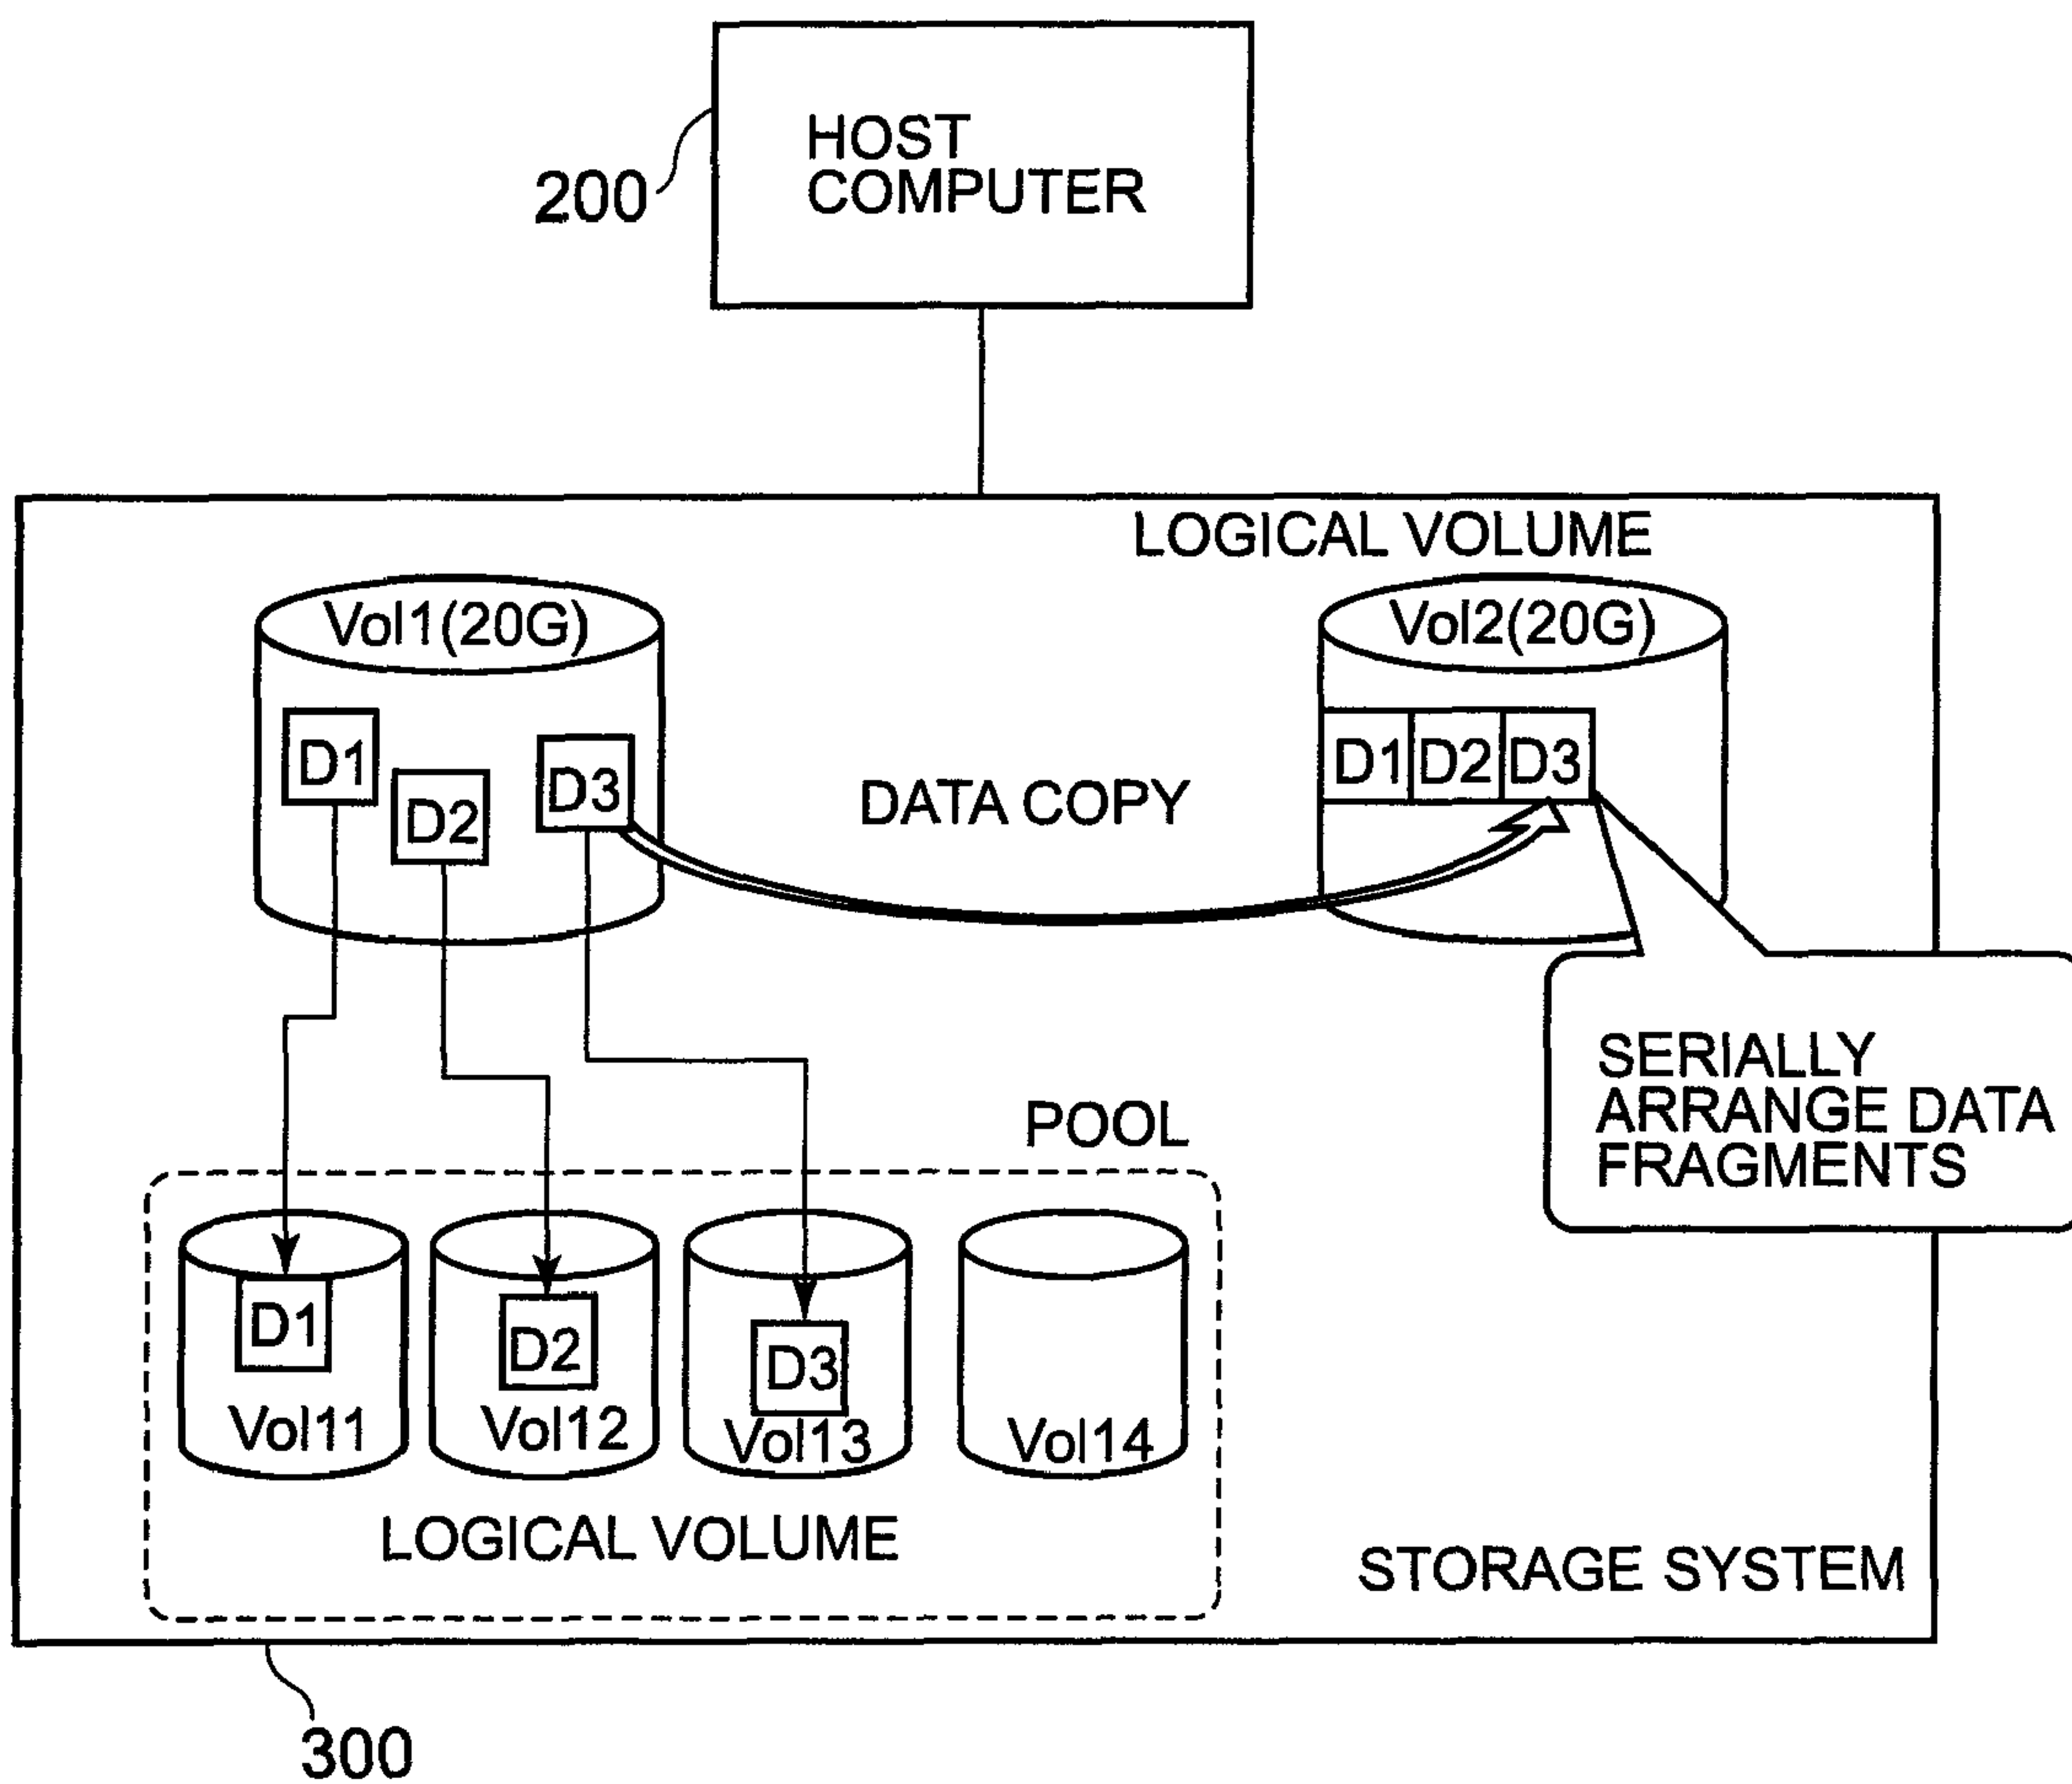 HOST
COMPUTER
200
LOGICAL VOLUME
Vol1(20G)
Vol2(20G)
D1
D2
D3
DATA COPY
D1
D2
D3
SERIALLY
ARRANGE DATA
FRAGMENTS
POOL
D1
D2
D3
Vol11
Vol12
Vol13
Vol14
LOGICAL VOLUME
STORAGE SYSTEM
300